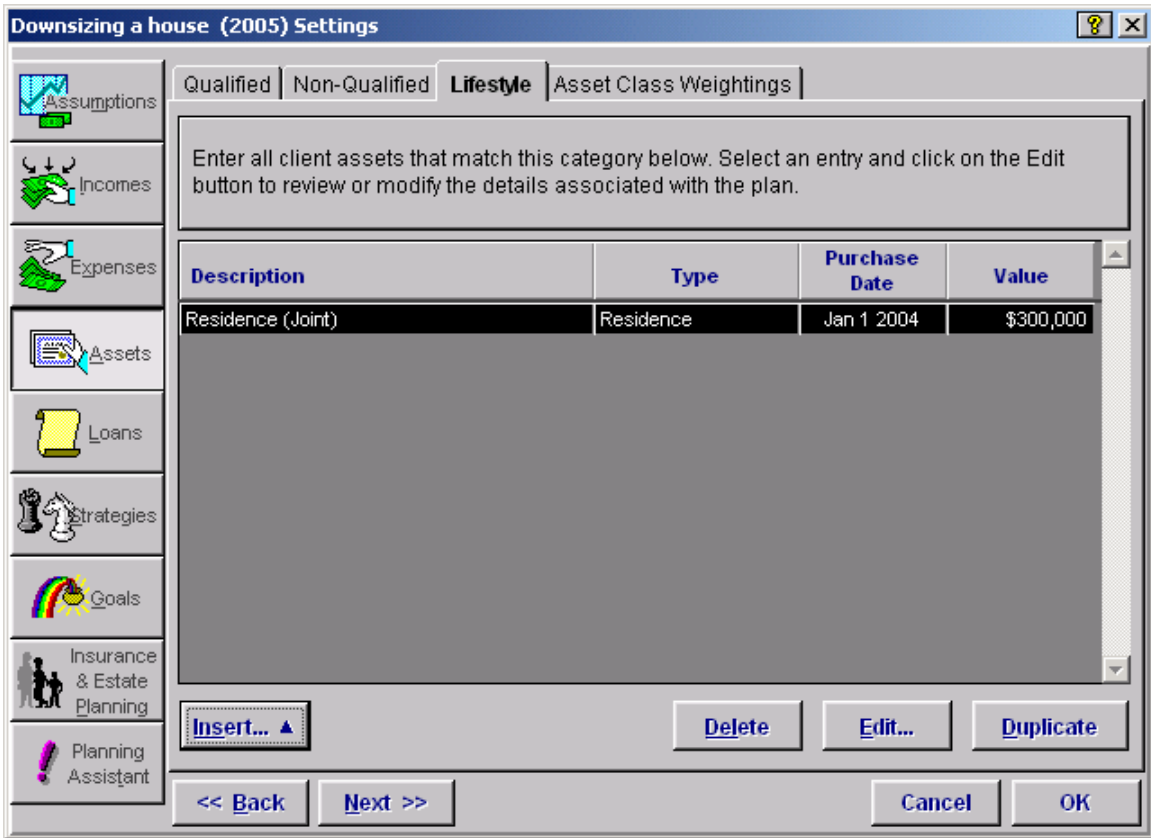 Downsizing a house (2005) Settings
Assumptions
Incomes
Expenses
Assets
Loans
Strategies
Goals
Insurance
& Estate
Planning
Planning
Assistant
Qualified
Non-Qualified
Lifestyle
Asset Class Weightings
Enter all client assets that match this category below. Select an entry and click on the Edit
button to review or modify the details associated with the plan.
Description Type Purchase Date Value
Residence (Joint) Residence Jan 1 2004 $300,000
Insert... ▲ Delete Edit... Duplicate
<< Back Next >> Cancel OK